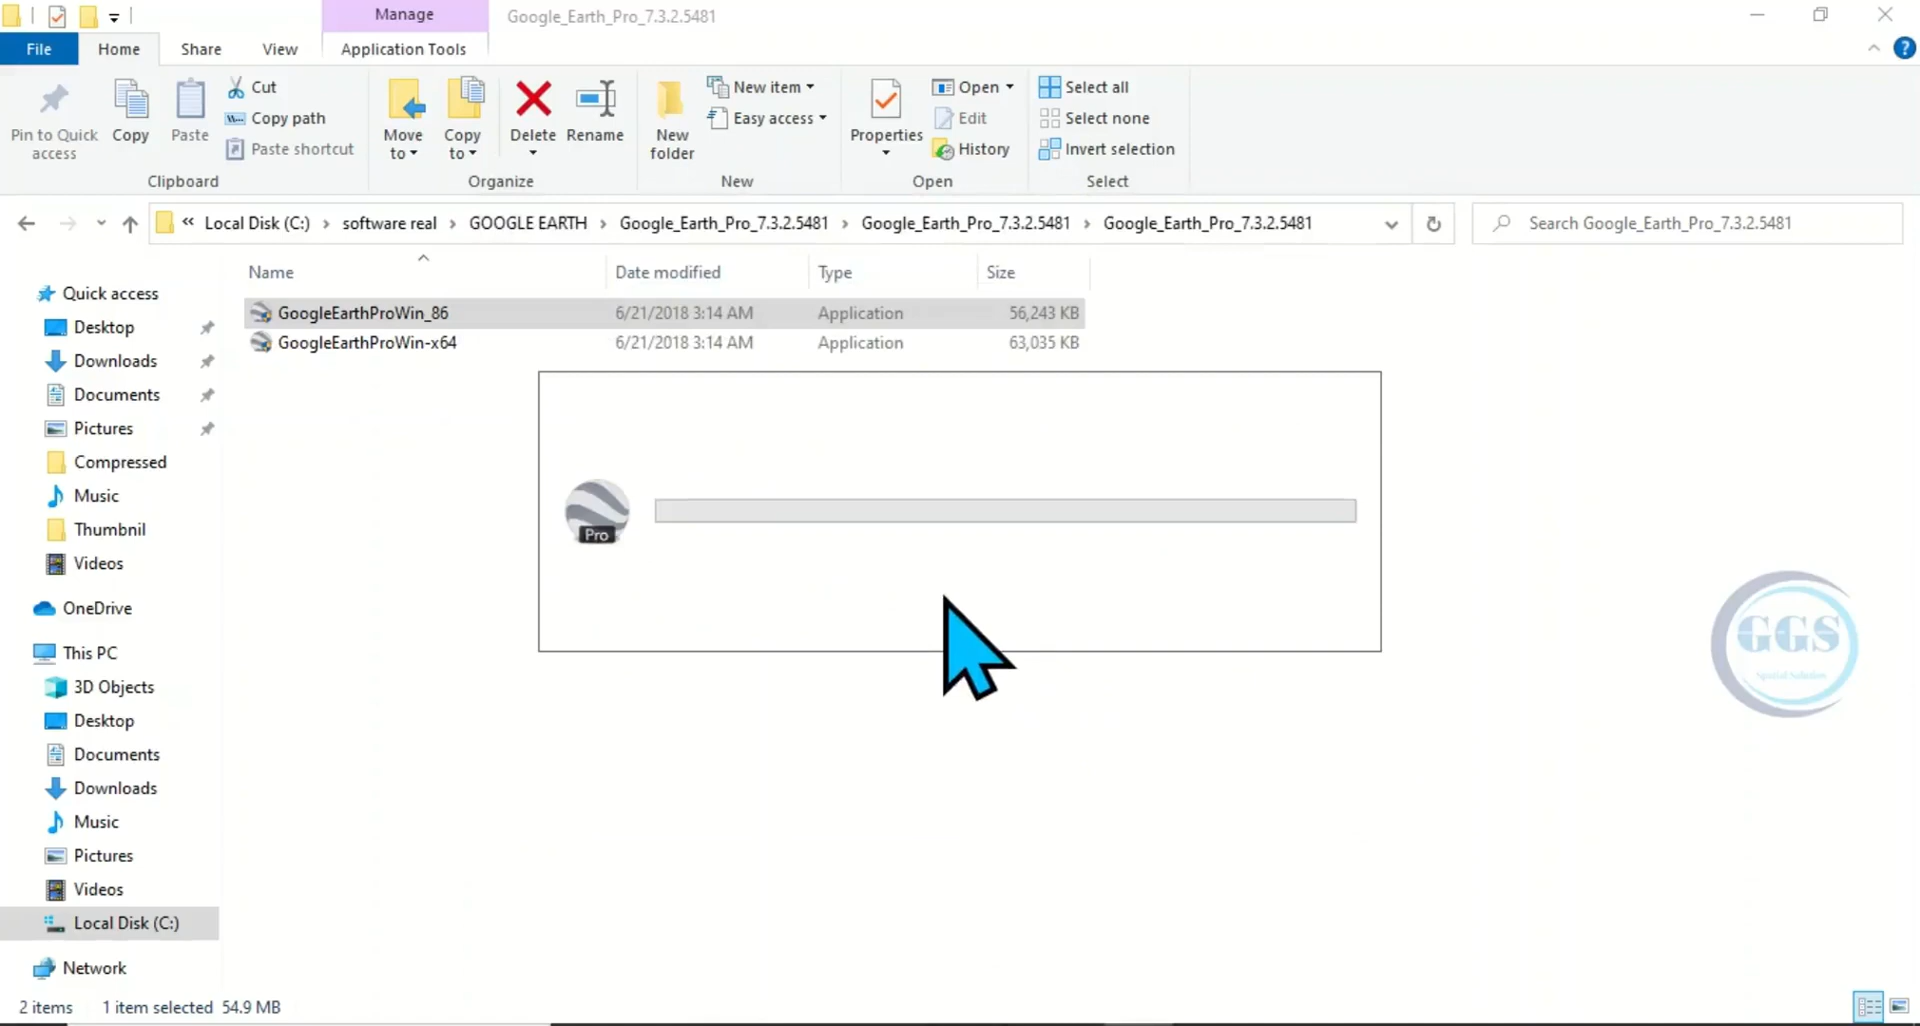 Manage
Google_Earth_Pro_7.3.2.5481
File
Home
Share
View
Application Tools
Pin to Quick access
Copy
Paste
Cut
Copy path
Paste shortcut
Clipboard
Move to
Copy to
Delete
Rename
Organize
New folder
New item
Easy access
New
Properties
Open
Edit
History
Open
Select all
Select none
Invert selection
Select
« Local Disk (C:) › software real › GOOGLE EARTH › Google_Earth_Pro_7.3.2.5481 › Google_Earth_Pro_7.3.2.5481 › Google_Earth_Pro_7.3.2.5481
Search Google_Earth_Pro_7.3.2.5481
Name Date modified Type Size
GoogleEarthProWin_86 6/21/2018 3:14 AM Application 56,243 KB
GoogleEarthProWin-x64 6/21/2018 3:14 AM Application 63,035 KB
Quick access
Desktop
Downloads
Documents
Pictures
Compressed
Music
Thumbnil
Videos
OneDrive
This PC
3D Objects
Desktop
Documents
Downloads
Music
Pictures
Videos
Local Disk (C:)
Network
Pro
GGS
Spatial Solution
2 items 1 item selected 54.9 MB